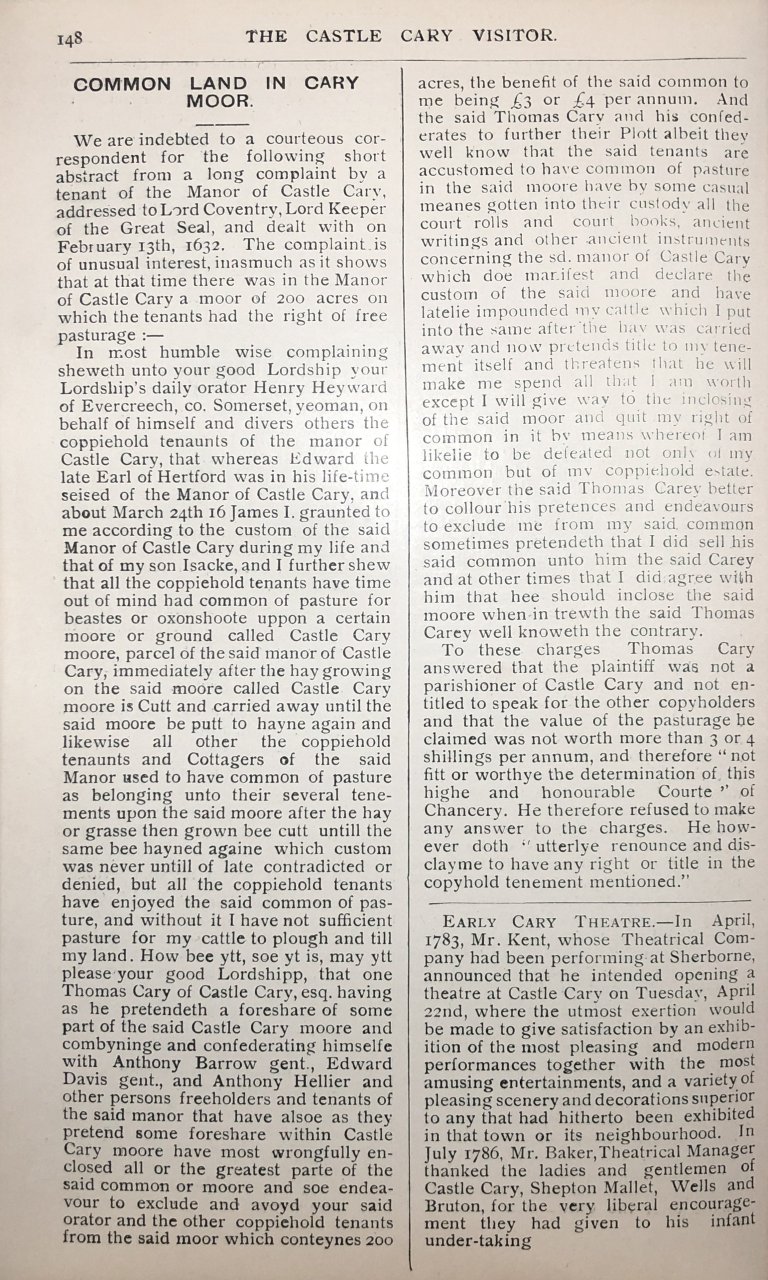 148
THE CASTLE CARY VISITOR.
COMMON LAND IN CARY
MOOR.
We are indebted to a courteous cor-
respondent for the following short
abstract from a long complaint by a
tenant of the Manor of Castle Cary,
addressed to Lord Coventry, Lord Keeper
of the Great Seal, and dealt with on
February 13th, 1632. The complaint is
of unusual interest, inasmuch as it shows
that at that time there was in the Manor
of Castle Cary a moor of 200 acres on
which the tenants had the right of free
pasturage :—
In most humble wise complaining
sheweth unto your good Lordship your
Lordship's daily orator Henry Heyward
of Evercreech, co. Somerset, yeoman, on
behalf of himself and divers others the
coppiehold tenaunts of the manor of
Castle Cary, that whereas Edward the
late Earl of Hertford was in his life-time
seised of the Manor of Castle Cary, and
about March 24th 16 James I. graunted to
me according to the custom of the said
Manor of Castle Cary during my life and
that of my son Isacke, and I further shew
that all the coppiehold tenants have time
out of mind had common of pasture for
beastes or oxonshoote uppon a certain
moore or ground called Castle Cary
moore, parcel of the said manor of Castle
Cary, immediately after the hay growing
on the said moore called Castle Cary
moore is Cutt and carried away until the
said moore be putt to hayne again and
likewise all other the coppiehold
tenaunts and Cottagers of the said
Manor used to have common of pasture
as belonging unto their several tene-
ments upon the said moore after the hay
or grasse then grown bee cutt untill the
same bee hayned againe which custom
was never untill of late contradicted or
denied, but all the coppiehold tenants
have enjoyed the said common of pas-
ture, and without it I have not sufficient
pasture for my cattle to plough and till
my land. How bee ytt, soe yt is, may ytt
please your good Lordshipp, that one
Thomas Cary of Castle Cary, esq. having
as he pretendeth a foreshare of some
part of the said Castle Cary moore and
combyninge and confederating himselfe
with Anthony Barrow gent., Edward
Davis gent., and Anthony Hellier and
other persons freeholders and tenants of
the said manor that have alsoe as they
pretend some foreshare within Castle
Cary moore have most wrongfully en-
closed all or the greatest parte of the
said common or moore and soe endea-
vour to exclude and avoyd your said
orator and the other coppiehold tenants
from the said moor which conteynes 200
acres, the benefit of the said common to
me being £3 or £4 per annum. And
the said Thomas Cary and his confed-
erates to further their Plott albeit they
well know that the said tenants are
accustomed to have common of pasture
in the said moore have by some casual
meanes gotten into their custody all the
court rolls and court books, ancient
writings and other ancient instruments
concerning the sd. manor of Castle Cary
which doe manifest and declare the
custom of the said moore and have
latelie impounded my cattle which I put
into the same after the hay was carried
away and now pretends title to my tene-
ment itself and threatens that he will
make me spend all that I am worth
except I will give way to the inclosing
of the said moor and quit my right of
common in it by means whereof I am
likelie to be defeated not only of my
common but of my coppiehold estate.
Moreover the said Thomas Carey better
to collour his pretences and endeavours
to exclude me from my said common
sometimes pretendeth that I did sell his
said common unto him the said Carey
and at other times that I did agree with
him that hee should inclose the said
moore when in trewth the said Thomas
Carey well knoweth the contrary.
To these charges Thomas Cary
answered that the plaintiff was not a
parishioner of Castle Cary and not en-
titled to speak for the other copyholders
and that the value of the pasturage he
claimed was not worth more than 3 or 4
shillings per annum, and therefore "not
fitt or worthye the determination of this
highe and honourable Courte" of
Chancery. He therefore refused to make
any answer to the charges. He how-
ever doth "utterlye renounce and dis-
clayme to have any right or title in the
copyhold tenement mentioned."
EARLY CARY THEATRE.—In April,
1783, Mr. Kent, whose Theatrical Com-
pany had been performing at Sherborne,
announced that he intended opening a
theatre at Castle Cary on Tuesday, April
22nd, where the utmost exertion would
be made to give satisfaction by an exhib-
ition of the most pleasing and modern
performances together with the most
amusing entertainments, and a variety of
pleasing scenery and decorations superior
to any that had hitherto been exhibited
in that town or its neighbourhood. In
July 1786, Mr. Baker, Theatrical Manager
thanked the ladies and gentlemen of
Castle Cary, Shepton Mallet, Wells and
Bruton, for the very liberal encourage-
ment they had given to his infant
under-taking